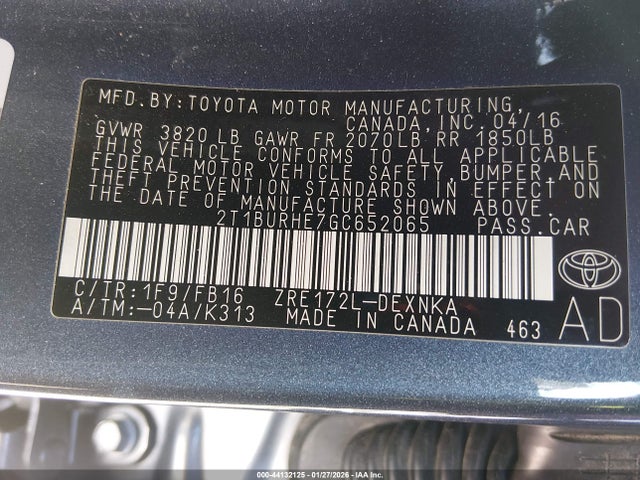 MFD.BY:TOYOTA MOTOR MANUFACTURING,
CANADA,INC. 04/16
GVWR 3820 LB GAWR FR 2070LB RR 1850LB
THIS VEHICLE CONFORMS TO ALL APPLICABLE
FEDERAL MOTOR VEHICLE SAFETY,BUMPER,AND
THEFT PREVENTION STANDARDS IN EFFECT ON
THE DATE OF MANUFACTURE SHOWN ABOVE.
2T1BURHE7GC652065 PASS.CAR
C/TR:1F9/FB16 ZRE172L-DEXNKA
A/TM:-04A/K313 MADE IN CANADA 463
AD
000-44132125 - 01/27/2026 - IAAI.COM